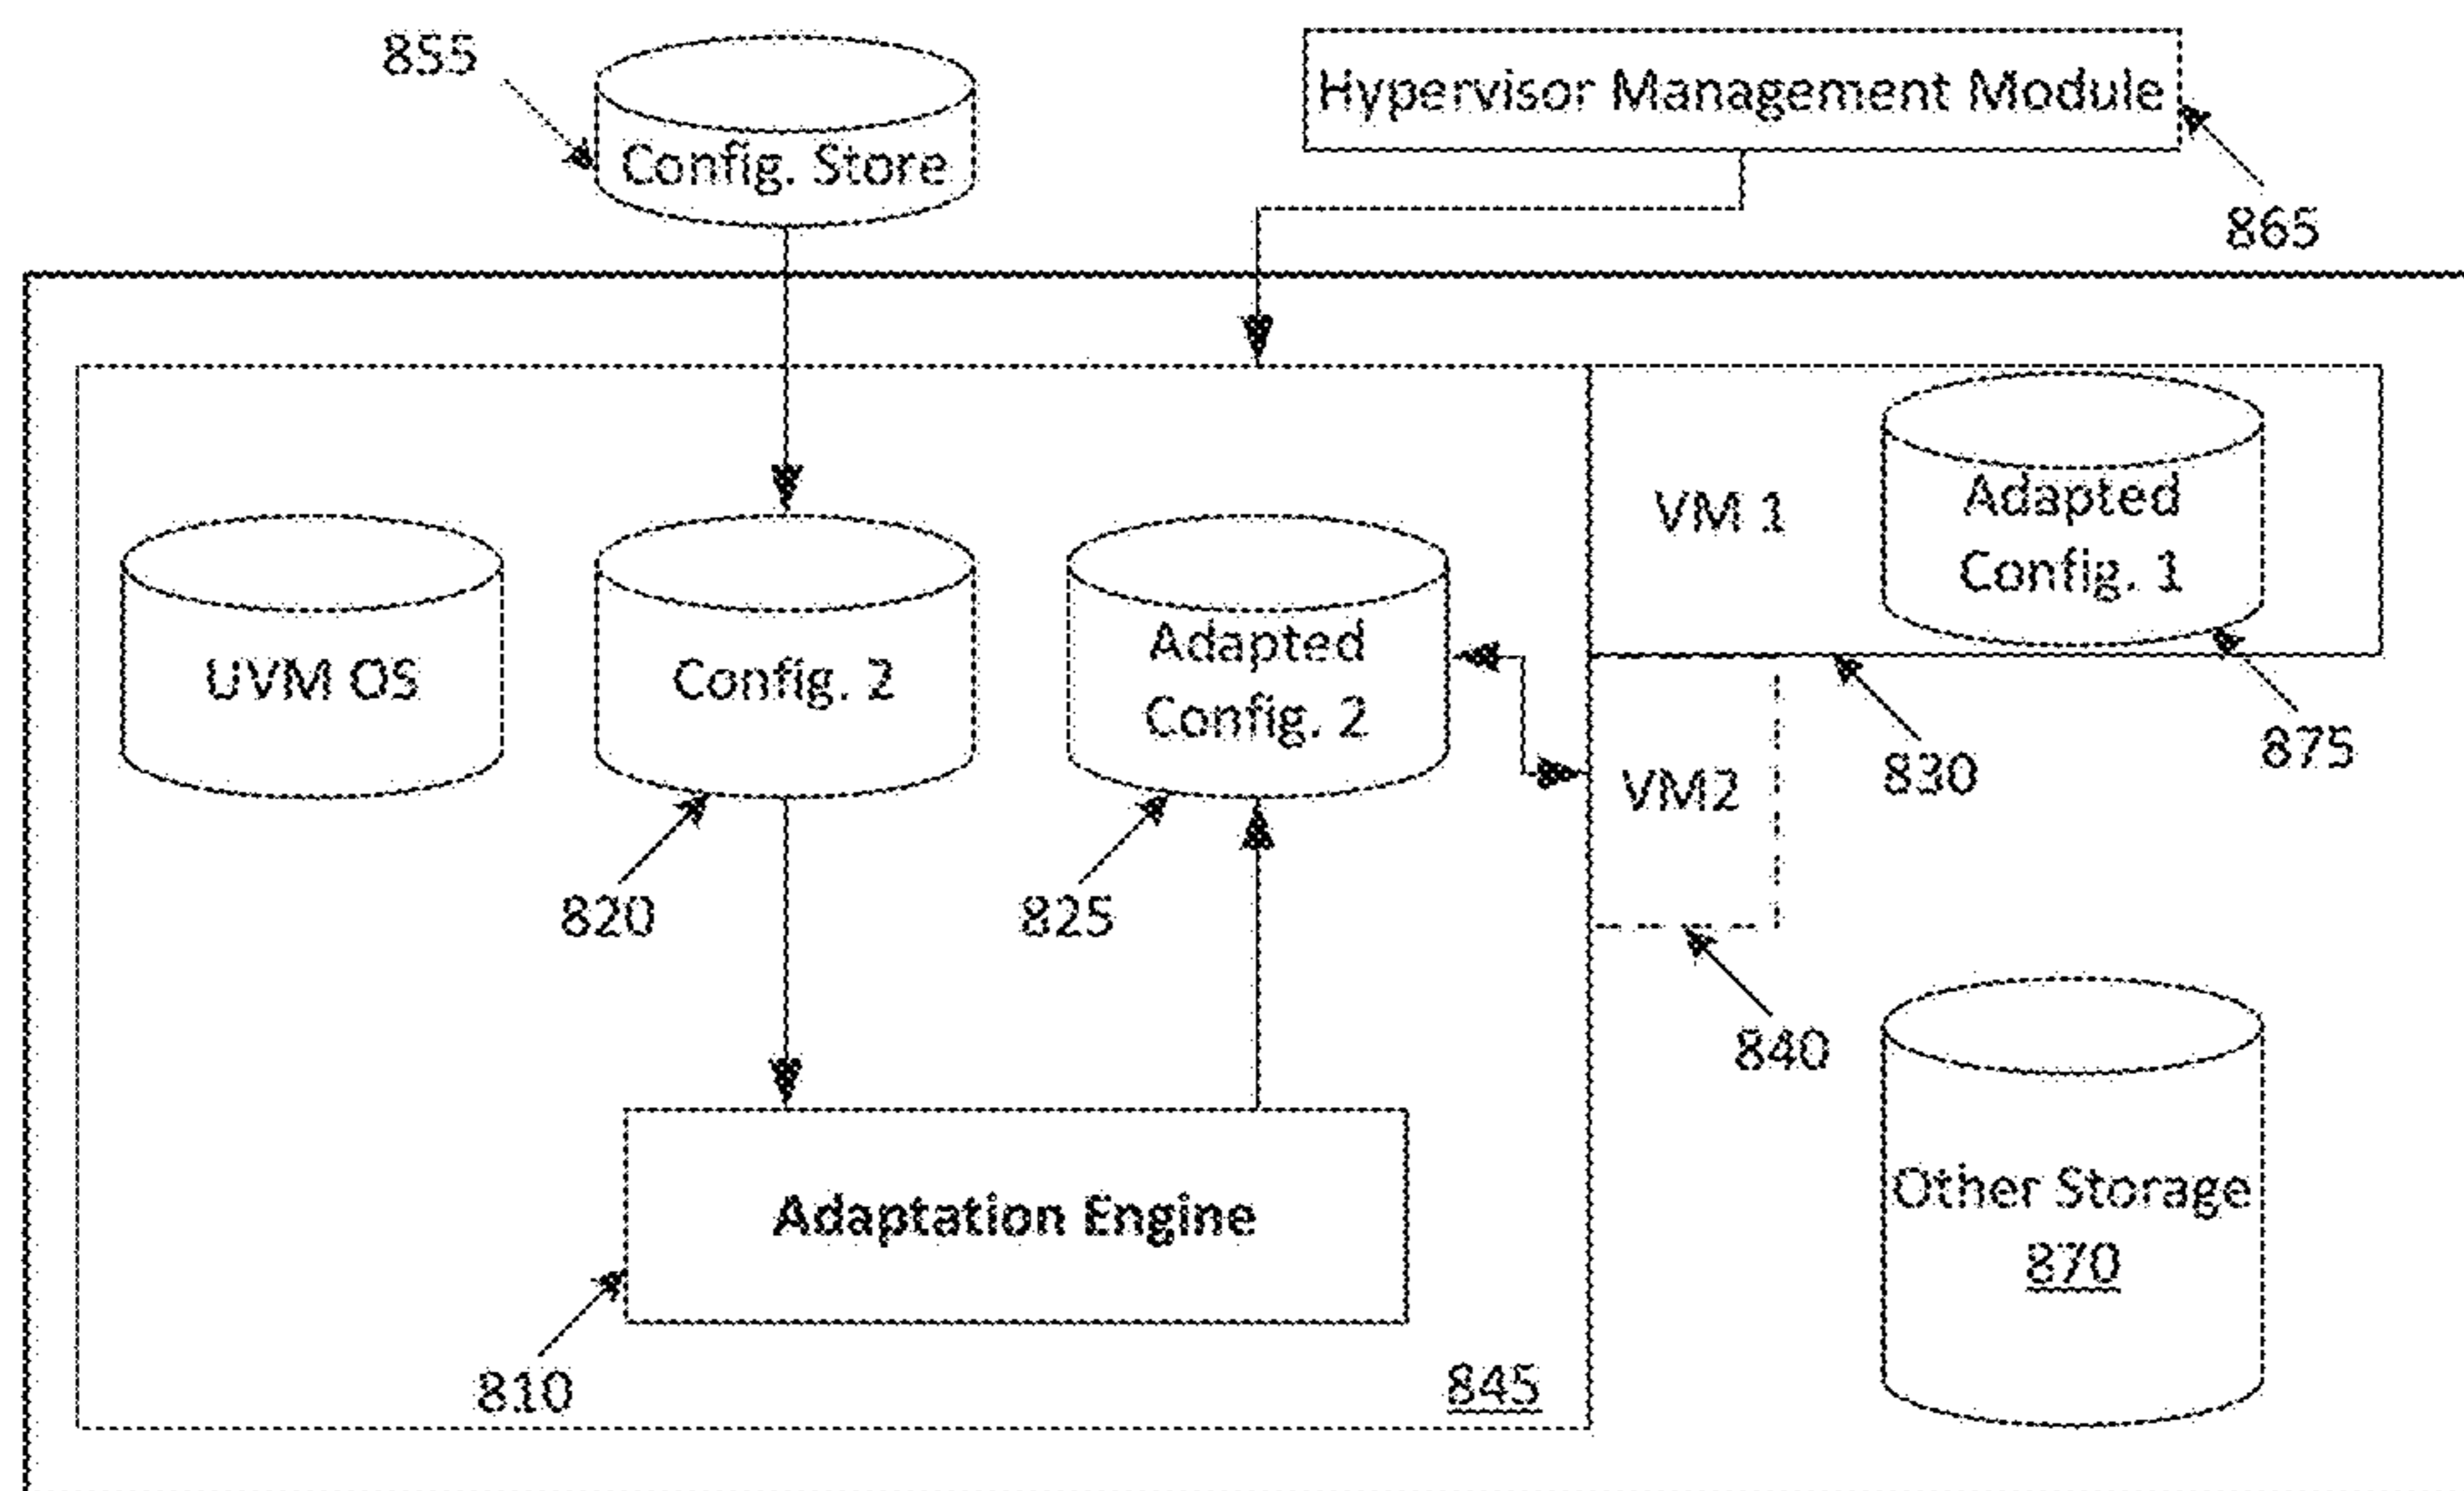 855
Config. Store
Hypervisor Management Module
865
UVM OS
Config. 2
Adapted
Config. 2
VM 1
Adapted
Config. 1
VM2
830
875
820
825
840
Other Storage
870
Adaptation Engine
810
845